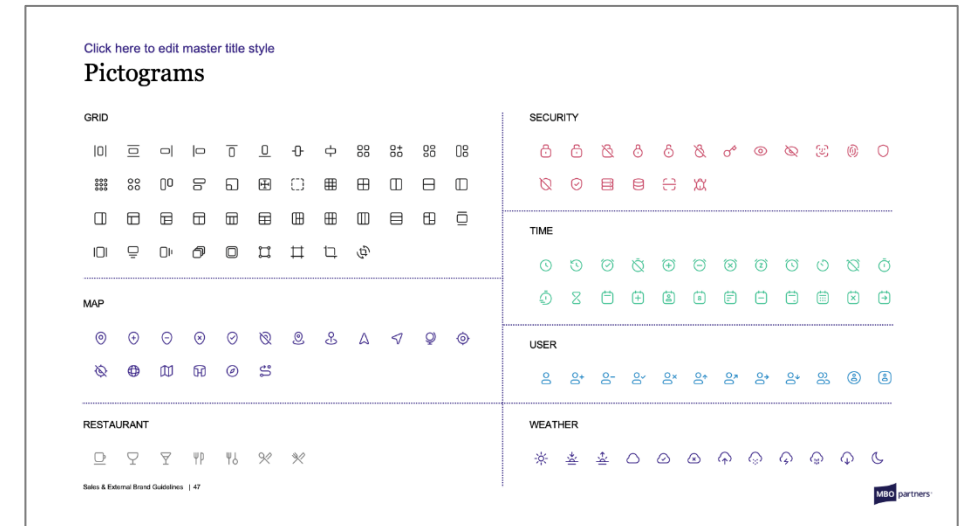 Click here to edit master title style
Pictograms
GRID
MAP
RESTAURANT
SECURITY
TIME
USER
WEATHER
Sales & External Brand Guidelines | 47
MBO partners